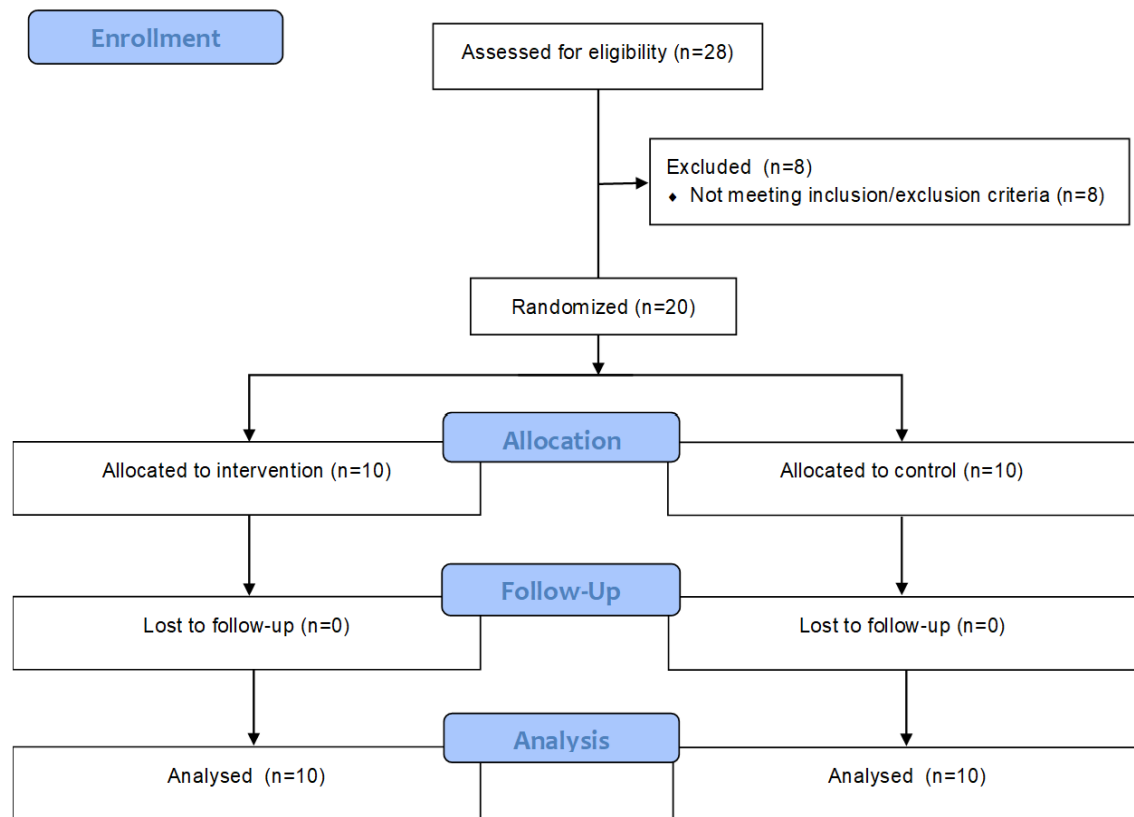 Enrollment
Assessed for eligibility (n=28)
Excluded  (n=8)
♦ Not meeting inclusion/exclusion criteria (n=8)
Randomized (n=20)
Allocation
Allocated to intervention (n=10)
Allocated to control (n=10)
Follow-Up
Lost to follow-up (n=0)
Lost to follow-up (n=0)
Analysis
Analysed  (n=10)
Analysed  (n=10)